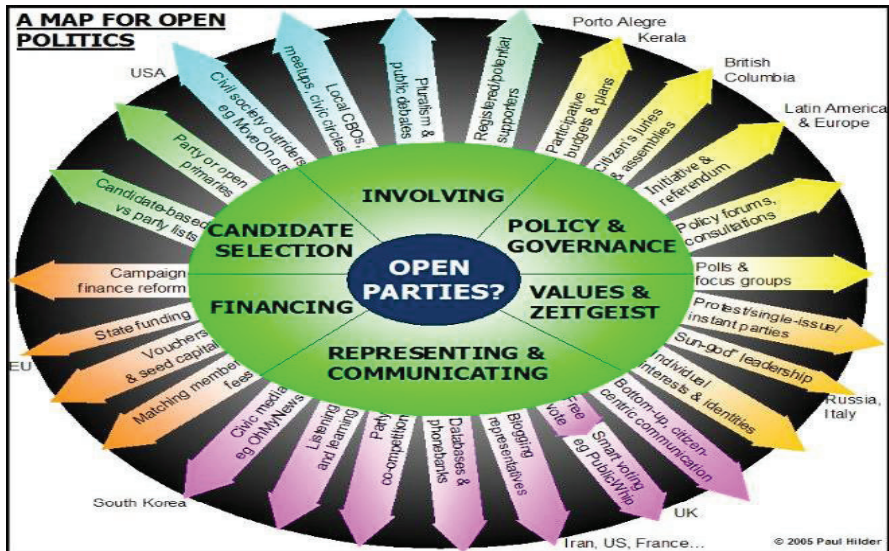 A MAP FOR OPEN
POLITICS
Porto Alegre
Kerala
British
Columbia
Latin America
& Europe
USA
EU
South Korea
Russia,
Italy
UK
Iran, US, France...
© 2005 Paul Hilder
OPEN
PARTIES?
INVOLVING
POLICY &
GOVERNANCE
VALUES &
ZEITGEIST
REPRESENTING &
COMMUNICATING
FINANCING
CANDIDATE
SELECTION
Candidate-based
vs party lists
Party or open
primaries
Civil society outriders
eg MoveOn.org
Local CBOs,
meetups, civic circles
Pluralism &
public debates
Registered/potential
supporters
Participative
budgets & plans
Citizen's juries
& assemblies
Initiative &
referendum
Policy forums,
consultations
Polls &
focus groups
Protest/single-issue/
instant parties
Sun-god" leadership
Individual
interests & identities
Bottom-up, citizen-
centric communication
Free
vote
Smart voting
eg PublicWhip
Blogging
representatives
Databases &
phonebanks
Party
co-ompetition
Listening
and learning
Civic media
eg OhMyNews
Matching member
fees
Vouchers
& seed capital
State funding
Campaign
finance reform